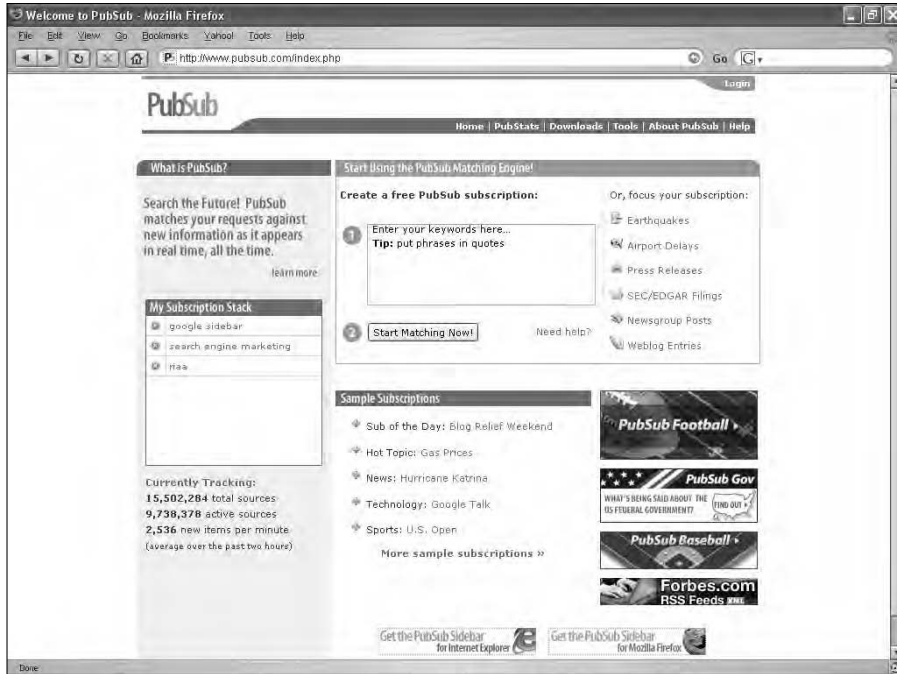 Welcome to PubSub - Mozilla Firefox
File Edit View Go Bookmarks Yahoo! Tools Help
http://www.pubsub.com/index.php
Go
G
Login
PubSub
Home | PubStats | Downloads | Tools | About PubSub | Help
What is PubSub?
Search the Future! PubSub
matches your requests against
new information as it appears
in real time, all the time.
learn more
My Subscription Stack
google sidebar
search engine marketing
riaa
Currently Tracking:
15,502,284 total sources
9,738,378 active sources
2,536 new items per minute
(average over the past two hours)
Start Using the PubSub Matching Engine!
Create a free PubSub subscription:
1
Enter your keywords here...
Tip: put phrases in quotes
2
Start Matching Now!
Need help?
Or, focus your subscription:
Earthquakes
Airport Delays
Press Releases
SEC/EDGAR Filings
Newsgroup Posts
Weblog Entries
Sample Subscriptions
Sub of the Day: Blog Relief Weekend
Hot Topic: Gas Prices
News: Hurricane Katrina
Technology: Google Talk
Sports: U.S. Open
More sample subscriptions »
PubSub Football
PubSub Gov
WHAT'S BEING SAID ABOUT THE
US FEDERAL GOVERNMENT?
FIND OUT
PubSub Baseball
Forbes.com
RSS Feeds XML
Get the PubSub Sidebar
for Internet Explorer
Get the PubSub Sidebar
for Mozilla Firefox
Done